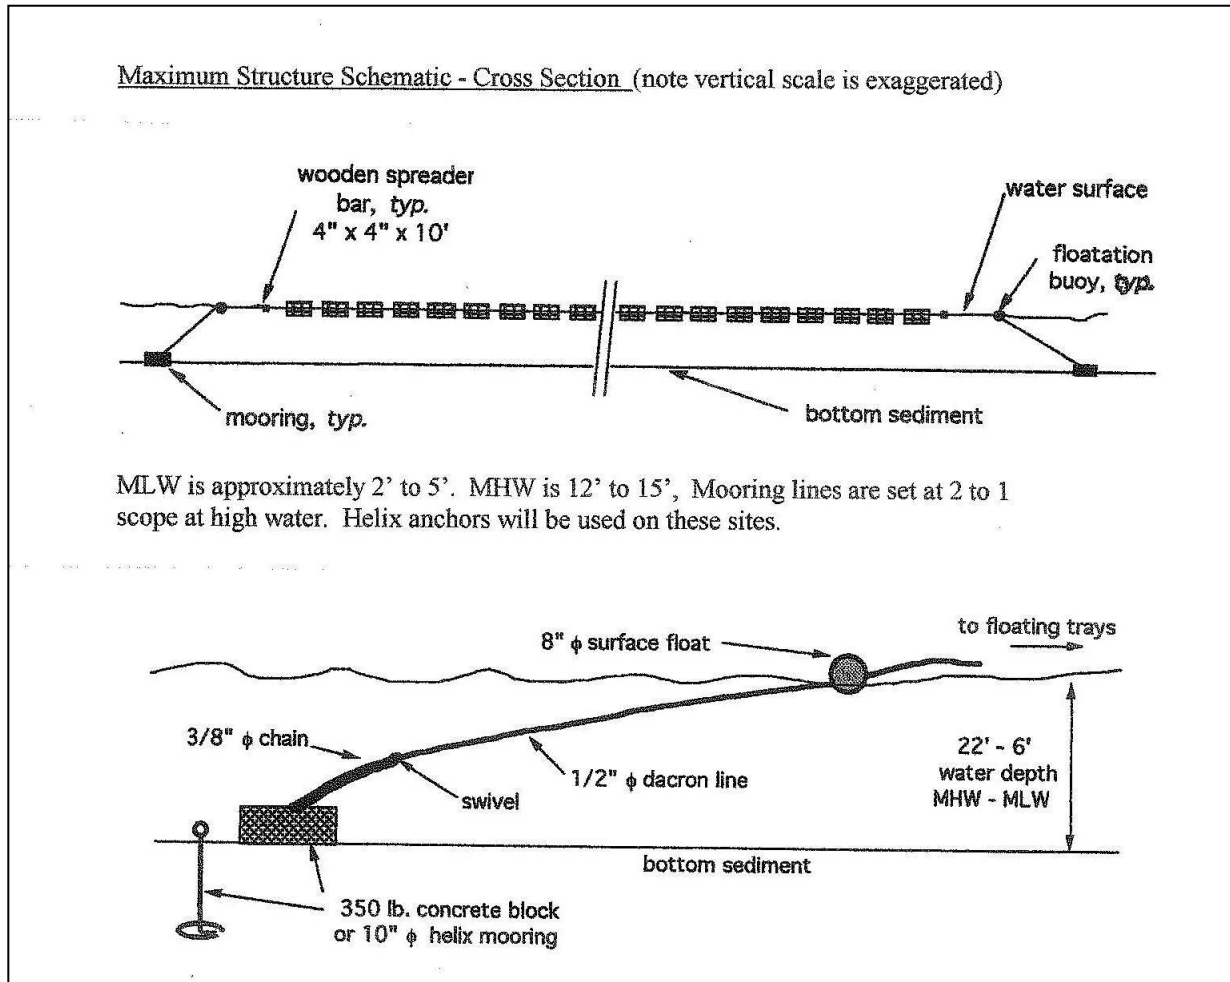 Maximum Structure Schematic - Cross Section (note vertical scale is exaggerated)
wooden spreader
bar, typ.
4" x 4" x 10'
water surface
floatation
buoy, typ.
mooring, typ.
bottom sediment
MLW is approximately 2' to 5'. MHW is 12' to 15', Mooring lines are set at 2 to 1
scope at high water. Helix anchors will be used on these sites.
8" ϕ surface float
to floating trays
3/8" ϕ chain
swivel
1/2" ϕ dacron line
22' - 6'
water depth
MHW - MLW
bottom sediment
350 lb. concrete block
or 10" ϕ helix mooring